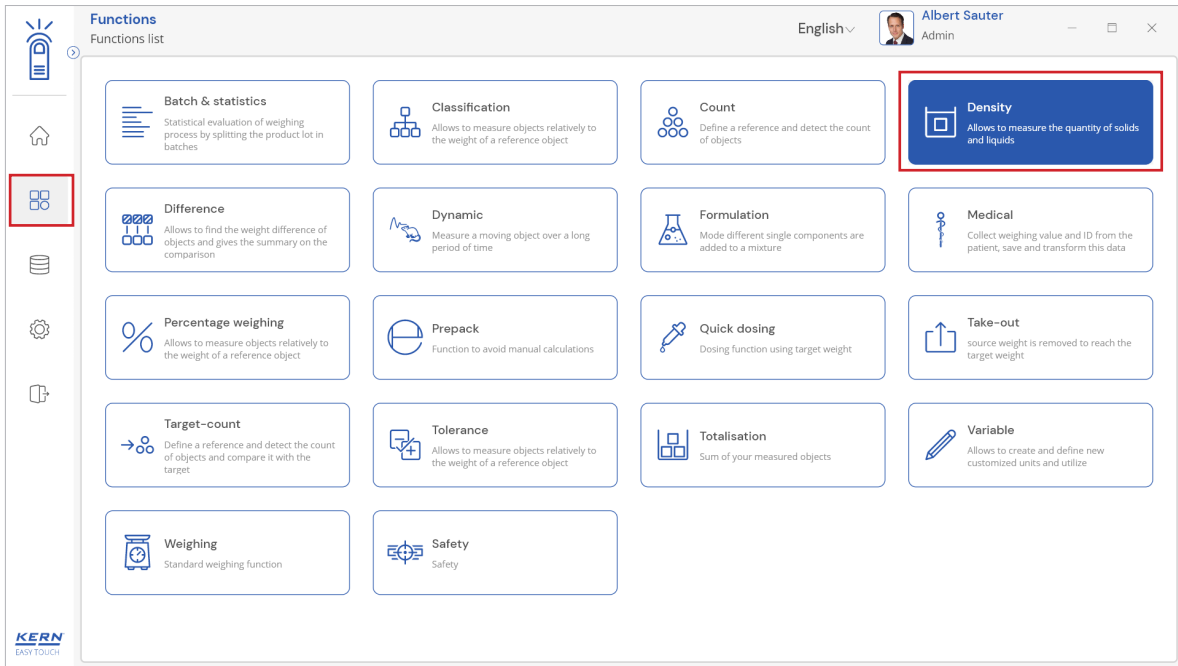 Functions
Functions list
English
Albert Sauter
Admin
Batch & statistics
Statistical evaluation of weighing
process by splitting the product lot in
batches
Classification
Allows to measure objects relatively to
the weight of a reference object
Count
Define a reference and detect the count
of objects
Density
Allows to measure the quantity of solids
and liquids
Difference
Allows to find the weight difference of
objects and gives the summary on the
comparison
Dynamic
Measure a moving object over a long
period of time
Formulation
Mode different single components are
added to a mixture
Medical
Collect weighing value and ID from the
patient, save and transform this data
Percentage weighing
Allows to measure objects relatively to
the weight of a reference object
Prepack
Function to avoid manual calculations
Quick dosing
Dosing function using target weight
Take-out
source weight is removed to reach the
target weight
Target-count
Define a reference and detect the count
of objects and compare it with the
target
Tolerance
Allows to measure objects relatively to
the weight of a reference object
Totalisation
Sum of your measured objects
Variable
Allows to create and define new
customized units and utilize
Weighing
Standard weighing function
Safety
Safety
KERN
EASY TOUCH